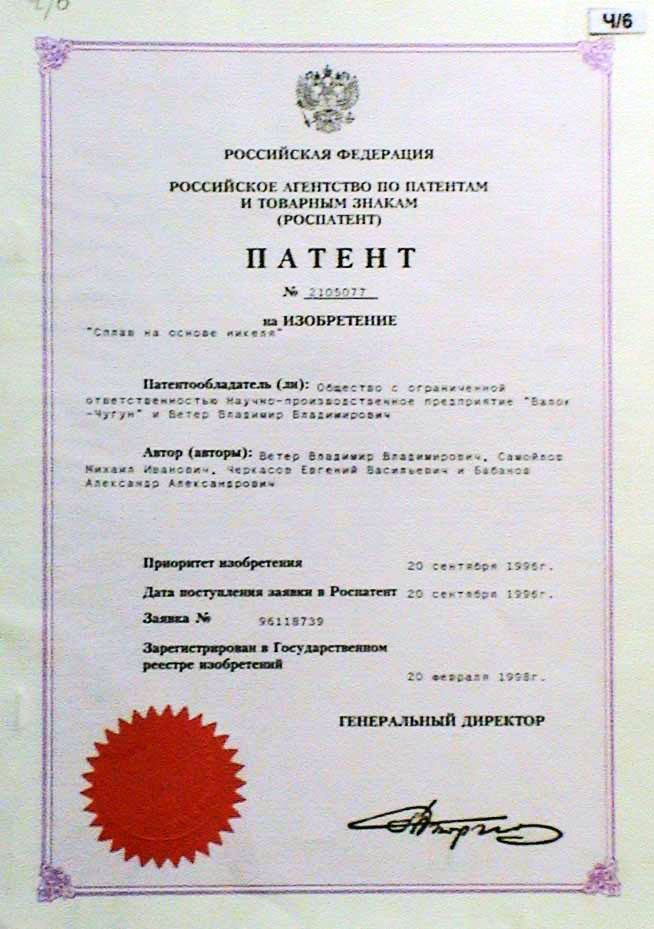 Ч/6
Ч/6
РОССИЙСКАЯ ФЕДЕРАЦИЯ
РОССИЙСКОЕ АГЕНТСТВО ПО ПАТЕНТАМ
И ТОВАРНЫМ ЗНАКАМ
(РОСПАТЕНТ)
ПАТЕНТ
№ 2105077
на ИЗОБРЕТЕНИЕ
"Сплав на основе никеля"
Патентообладатель (ли): Общество с ограниченной
ответственностью Научно-производственное предприятие "Валок
-Чугун" и Ветер Владимир Владимирович
Автор (авторы): Ветер Владимир Владимирович, Самойлов
Михаил Иванович, Черкасов Евгений Васильевич и Бабанов
Александр Александрович
Приоритет изобретения 20 сентября 1996г.
Дата поступления заявки в Роспатент 20 сентября 1996г.
Заявка № 96118739
Зарегистрирован в Государственном
реестре изобретений
20 февраля 1998г.
ГЕНЕРАЛЬНЫЙ ДИРЕКТОР